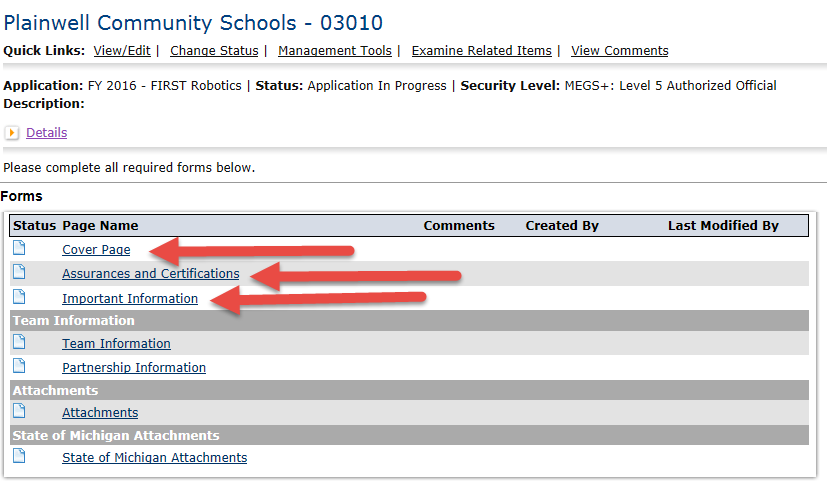 Plainwell Community Schools - 03010
Quick Links: View/Edit | Change Status | Management Tools | Examine Related Items | View Comments
Application: FY 2016 - FIRST Robotics | Status: Application In Progress | Security Level: MEGS+: Level 5 Authorized Official
Description:
Details
Please complete all required forms below.
Forms
Status Page Name Comments Created By Last Modified By
Cover Page
Assurances and Certifications
Important Information
Team Information
Team Information
Partnership Information
Attachments
Attachments
State of Michigan Attachments
State of Michigan Attachments